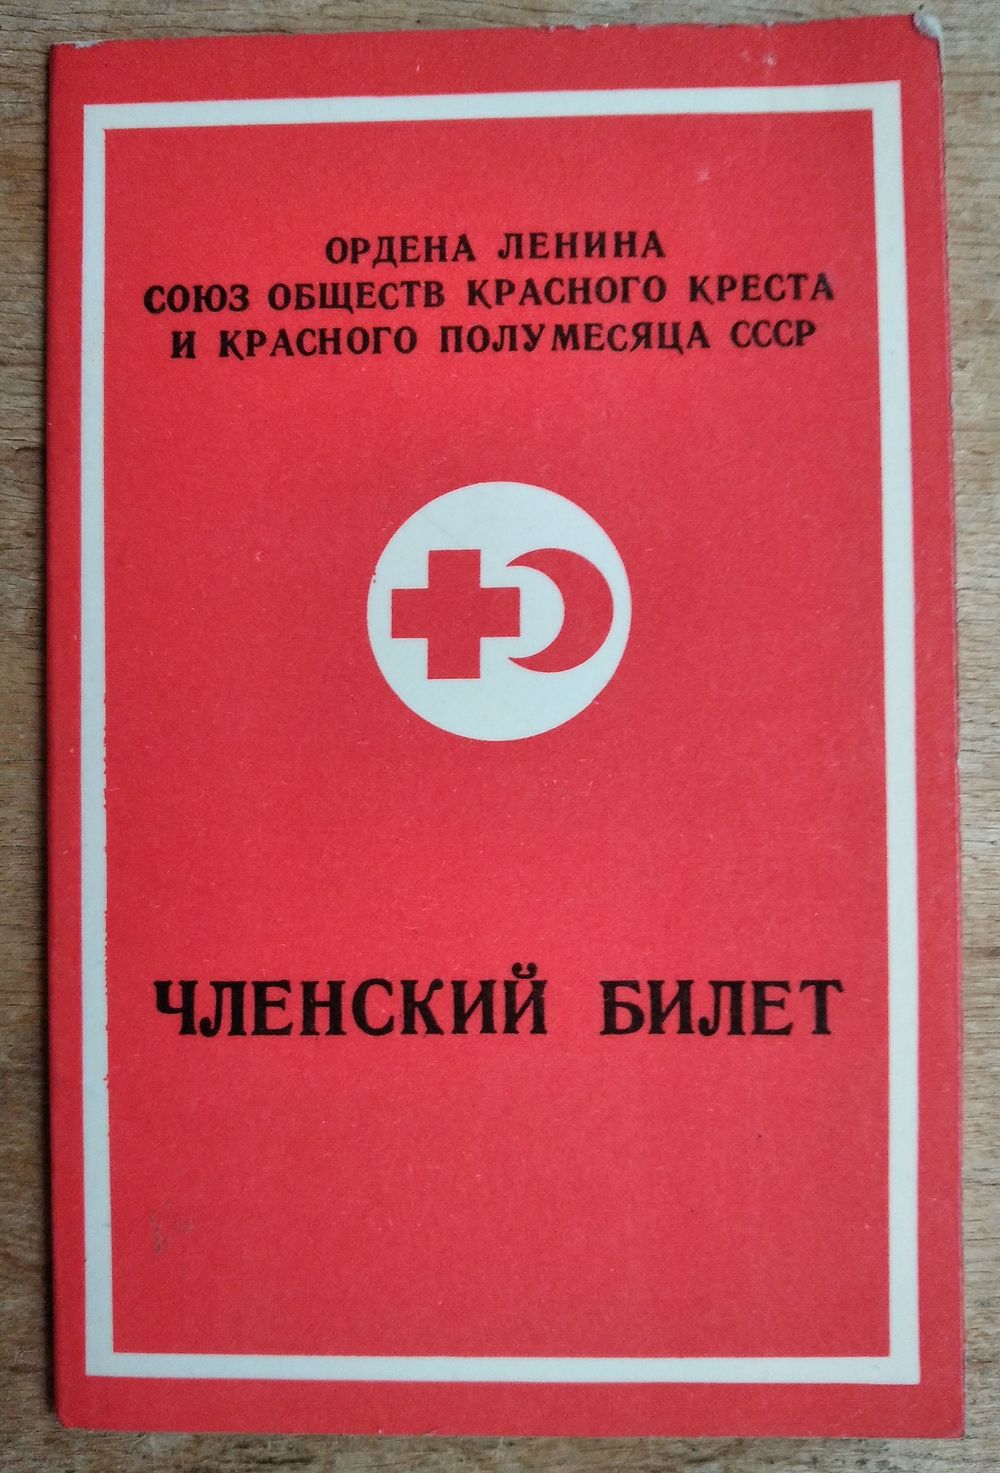 ОРДЕНА ЛЕНИНА
СОЮЗ ОБЩЕСТВ КРАСНОГО КРЕСТА
И КРАСНОГО ПОЛУМЕСЯЦА СССР
ЧЛЕНСКИЙ БИЛЕТ